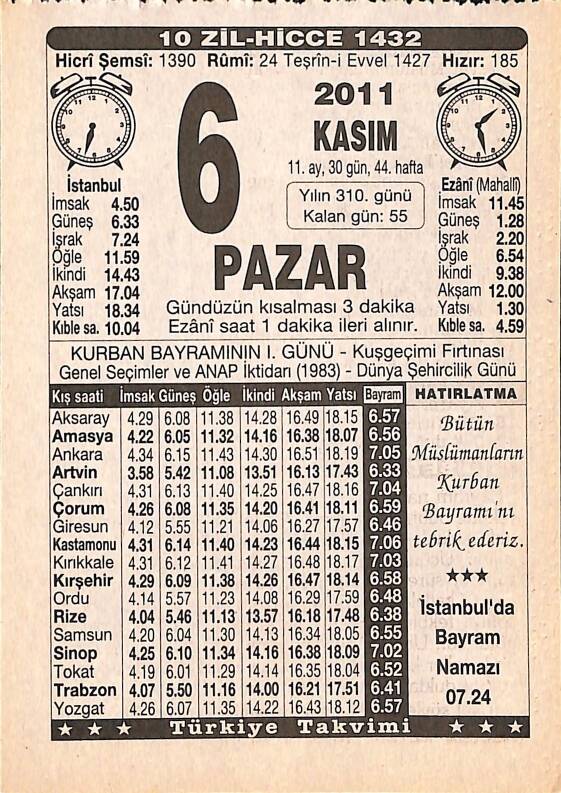 10 ZİL-HİCCE 1432
Hicrî Şemsî: 1390 Rûmî: 24 Teşrîn-i Evvel 1427 Hızır: 185
6
2011
KASIM
11. ay, 30 gün, 44. hafta
Yılın 310. günü
Kalan gün: 55
PAZAR
Gündüzün kısalması 3 dakika
Ezânî saat 1 dakika ileri alınır.
İstanbul
İmsak 4.50
Güneş 6.33
İşrak 7.24
Öğle 11.59
İkindi 14.43
Akşam 17.04
Yatsı 18.34
Kıble sa. 10.04
Ezânî (Mahallî)
İmsak 11.45
Güneş 1.28
İşrak 2.20
Öğle 6.54
İkindi 9.38
Akşam 12.00
Yatsı 1.30
Kıble sa. 4.59
KURBAN BAYRAMININ I. GÜNÜ - Kuşgeçimi Fırtınası
Genel Seçimler ve ANAP İktidarı (1983) - Dünya Şehircilik Günü
Kış saati İmsak Güneş Öğle İkindi Akşam Yatsı Bayram
Aksaray 4.29 6.08 11.38 14.28 16.49 18.15 6.57
Amasya 4.22 6.05 11.32 14.16 16.38 18.07 6.56
Ankara 4.34 6.15 11.43 14.30 16.51 18.19 7.05
Artvin 3.58 5.42 11.08 13.51 16.13 17.43 6.33
Çankırı 4.31 6.13 11.40 14.25 16.47 18.16 7.04
Çorum 4.26 6.08 11.35 14.20 16.41 18.11 6.59
Giresun 4.12 5.55 11.21 14.06 16.27 17.57 6.46
Kastamonu 4.31 6.14 11.40 14.23 16.44 18.15 7.06
Kırıkkale 4.31 6.12 11.41 14.27 16.48 18.17 7.03
Kırşehir 4.29 6.09 11.38 14.26 16.47 18.14 6.58
Ordu 4.14 5.57 11.23 14.08 16.29 17.59 6.48
Rize 4.04 5.46 11.13 13.57 16.18 17.48 6.38
Samsun 4.20 6.04 11.30 14.13 16.34 18.05 6.55
Sinop 4.25 6.10 11.34 14.16 16.38 18.09 7.02
Tokat 4.19 6.01 11.29 14.14 16.35 18.04 6.52
Trabzon 4.07 5.50 11.16 14.00 16.21 17.51 6.41
Yozgat 4.26 6.07 11.35 14.22 16.43 18.12 6.57
HATIRLATMA
Bütün
Müslümanların
Kurban
Bayramı'nı
tebrik ederiz.
★★★
İstanbul'da
Bayram
Namazı
07.24
★ ★ ★ Türkiye Takvimi ★ ★ ★